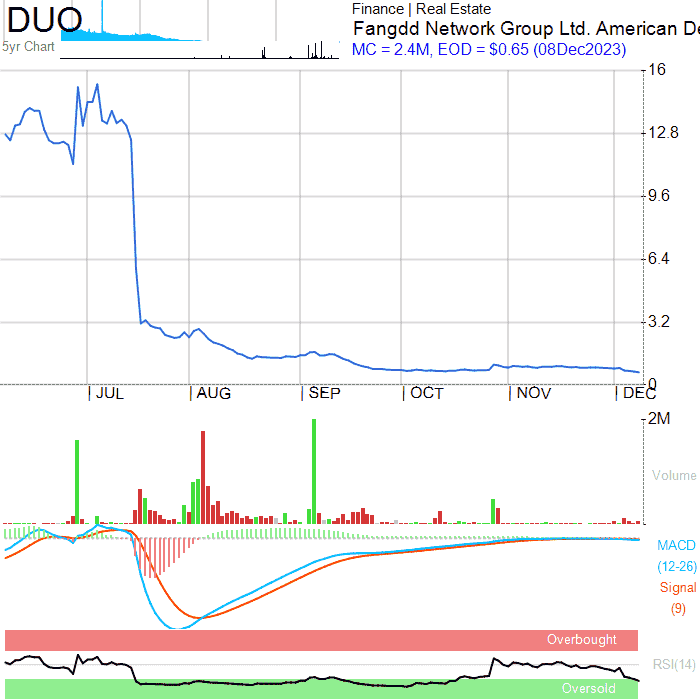 DUO
5yr Chart
Finance | Real Estate
Fangdd Network Group Ltd. American De
MC = 2.4M, EOD = $0.65 (08Dec2023)
16
12.8
9.6
6.4
3.2
0
JUL AUG SEP OCT NOV DEC
2M
Volume
MACD
(12-26)
Signal
(9)
Overbought
RSI(14)
Oversold